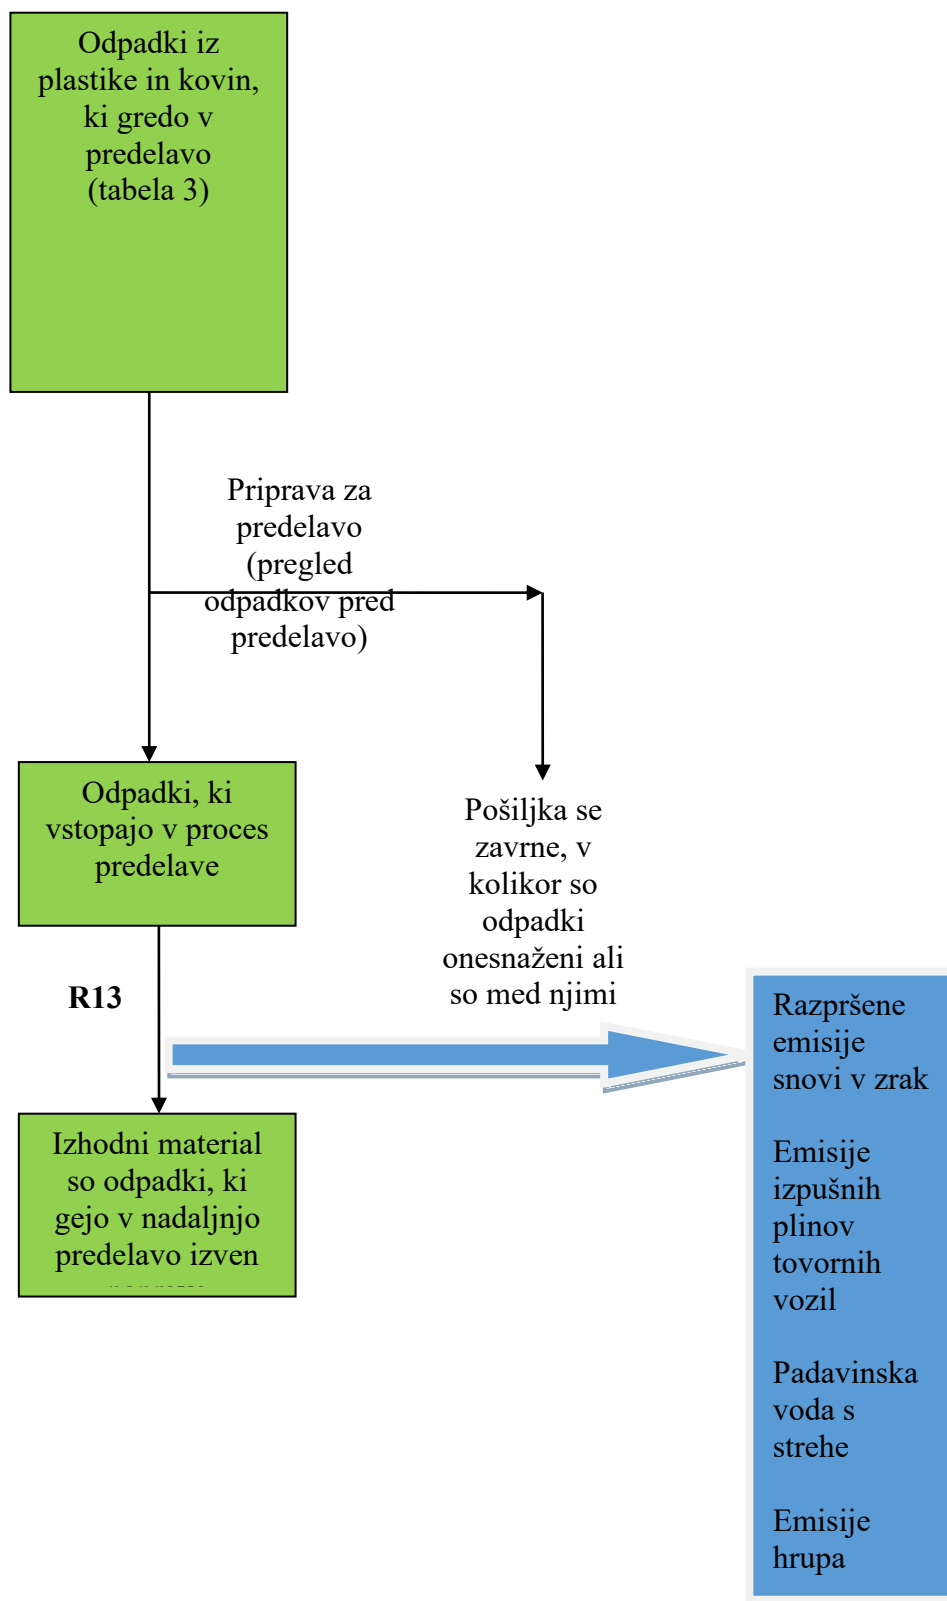 Odpadki iz
plastike in kovin,
ki gredo v
predelavo
(tabela 3)
Priprava za
predelavo
(pregled
odpadkov pred
predelavo)
Odpadki, ki
vstopajo v proces
predelave
Pošiljka se
zavrne, v
kolikor so
odpadki
onesnaženi ali
so med njimi
R13
Razpršene
emisije
snovi v zrak
Emisije
izpušnih
plinov
tovornih
vozil
Padavinska
voda s
strehe
Emisije
hrupa
Izhodni material
so odpadki, ki
gejo v nadaljnjo
predelavo izven